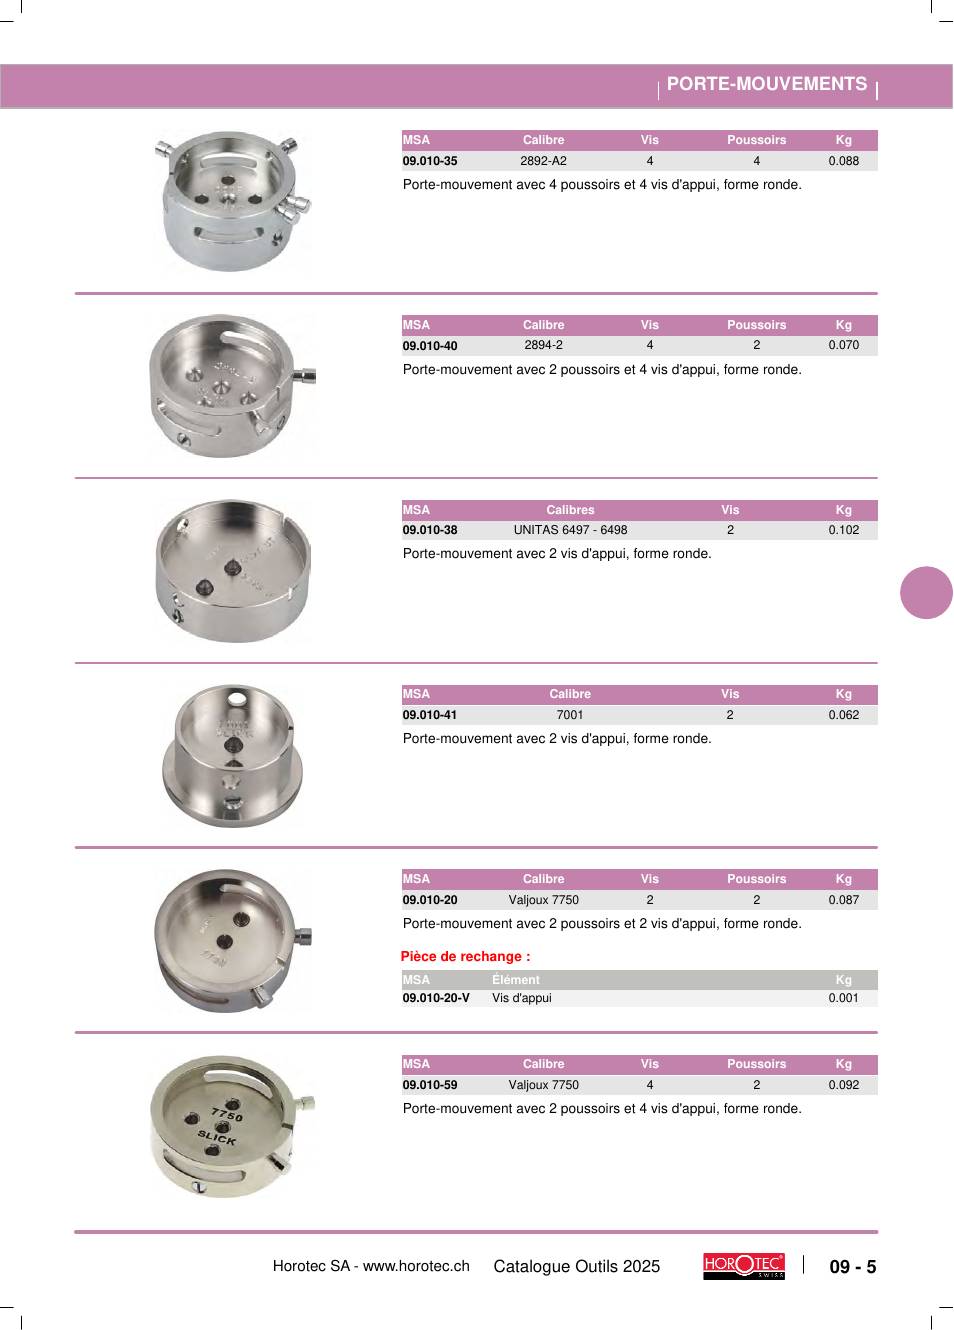 PORTE-MOUVEMENTS
MSA Calibre Vis Poussoirs Kg
09.010-35 2892-A2 4 4 0.088
Porte-mouvement avec 4 poussoirs et 4 vis d'appui, forme ronde.
MSA Calibre Vis Poussoirs Kg
09.010-40 2894-2 4 2 0.070
Porte-mouvement avec 2 poussoirs et 4 vis d'appui, forme ronde.
MSA Calibres Vis Kg
09.010-38 UNITAS 6497 - 6498 2 0.102
Porte-mouvement avec 2 vis d'appui, forme ronde.
MSA Calibre Vis Kg
09.010-41 7001 2 0.062
Porte-mouvement avec 2 vis d'appui, forme ronde.
MSA Calibre Vis Poussoirs Kg
09.010-20 Valjoux 7750 2 2 0.087
Porte-mouvement avec 2 poussoirs et 2 vis d'appui, forme ronde.
Pièce de rechange :
MSA Élément Kg
09.010-20-V Vis d'appui 0.001
MSA Calibre Vis Poussoirs Kg
09.010-59 Valjoux 7750 4 2 0.092
Porte-mouvement avec 2 poussoirs et 4 vis d'appui, forme ronde.
7750
SLICK
Horotec SA - www.horotec.ch Catalogue Outils 2025 HOROTEC® SWISS 09 - 5